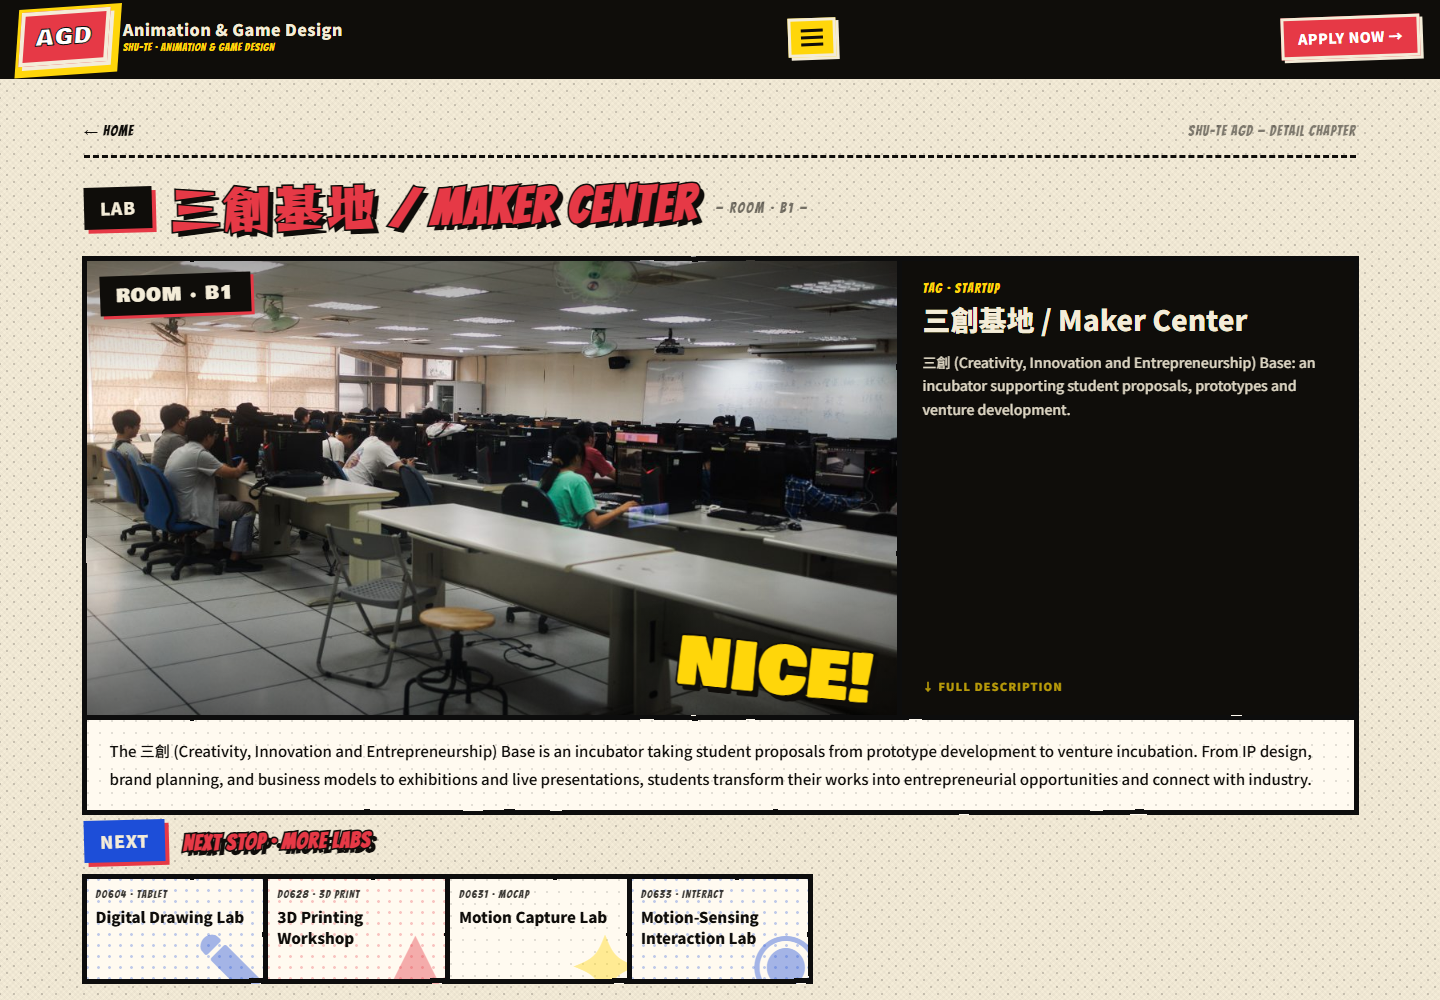 AGD
Animation & Game Design
SHU-TE · ANIMATION & GAME DESIGN
APPLY NOW →
← HOME
SHU-TE AGD — DETAIL CHAPTER
LAB
三創基地 / MAKER CENTER
— ROOM · B1 —
ROOM · B1
NICE!
TAG · STARTUP
三創基地 / Maker Center
三創 (Creativity, Innovation and Entrepreneurship) Base: an
incubator supporting student proposals, prototypes and
venture development.
↓ FULL DESCRIPTION
The 三創 (Creativity, Innovation and Entrepreneurship) Base is an incubator taking student proposals from prototype development to venture incubation. From IP design,
brand planning, and business models to exhibitions and live presentations, students transform their works into entrepreneurial opportunities and connect with industry.
NEXT
NEXT STOP · MORE LABS
D0604 · TABLET
Digital Drawing Lab
D0628 · 3D PRINT
3D Printing
Workshop
D0631 · MOCAP
Motion Capture Lab
D0633 · INTERACT
Motion-Sensing
Interaction Lab